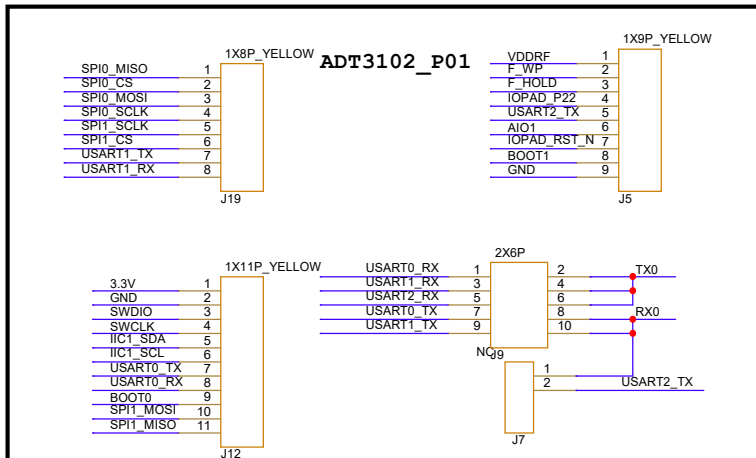 ADT3102_P01
1X8P_YELLOW
SPI0_MISO 1
SPI0_CS 2
SPI0_MOSI 3
SPI0_SCLK 4
SPI1_SCLK 5
SPI1_CS 6
USART1_TX 7
USART1_RX 8
J19
1X9P_YELLOW
VDDRF 1
F_WP 2
F_HOLD 3
IOPAD_P22 4
USART2_TX 5
AIO1 6
IOPAD_RST_N 7
BOOT1 8
GND 9
J5
1X11P_YELLOW
3.3V 1
GND 2
SWDIO 3
SWCLK 4
IIC1_SDA 5
IIC1_SCL 6
USART0_TX 7
USART0_RX 8
BOOT0 9
SPI1_MOSI 10
SPI1_MISO 11
J12
2X6P
USART0_RX 1 2 TX0
USART1_RX 3 4
USART2_RX 5 6
USART0_TX 7 8 RX0
USART1_TX 9 10
J9
1
2 USART2_TX
J7